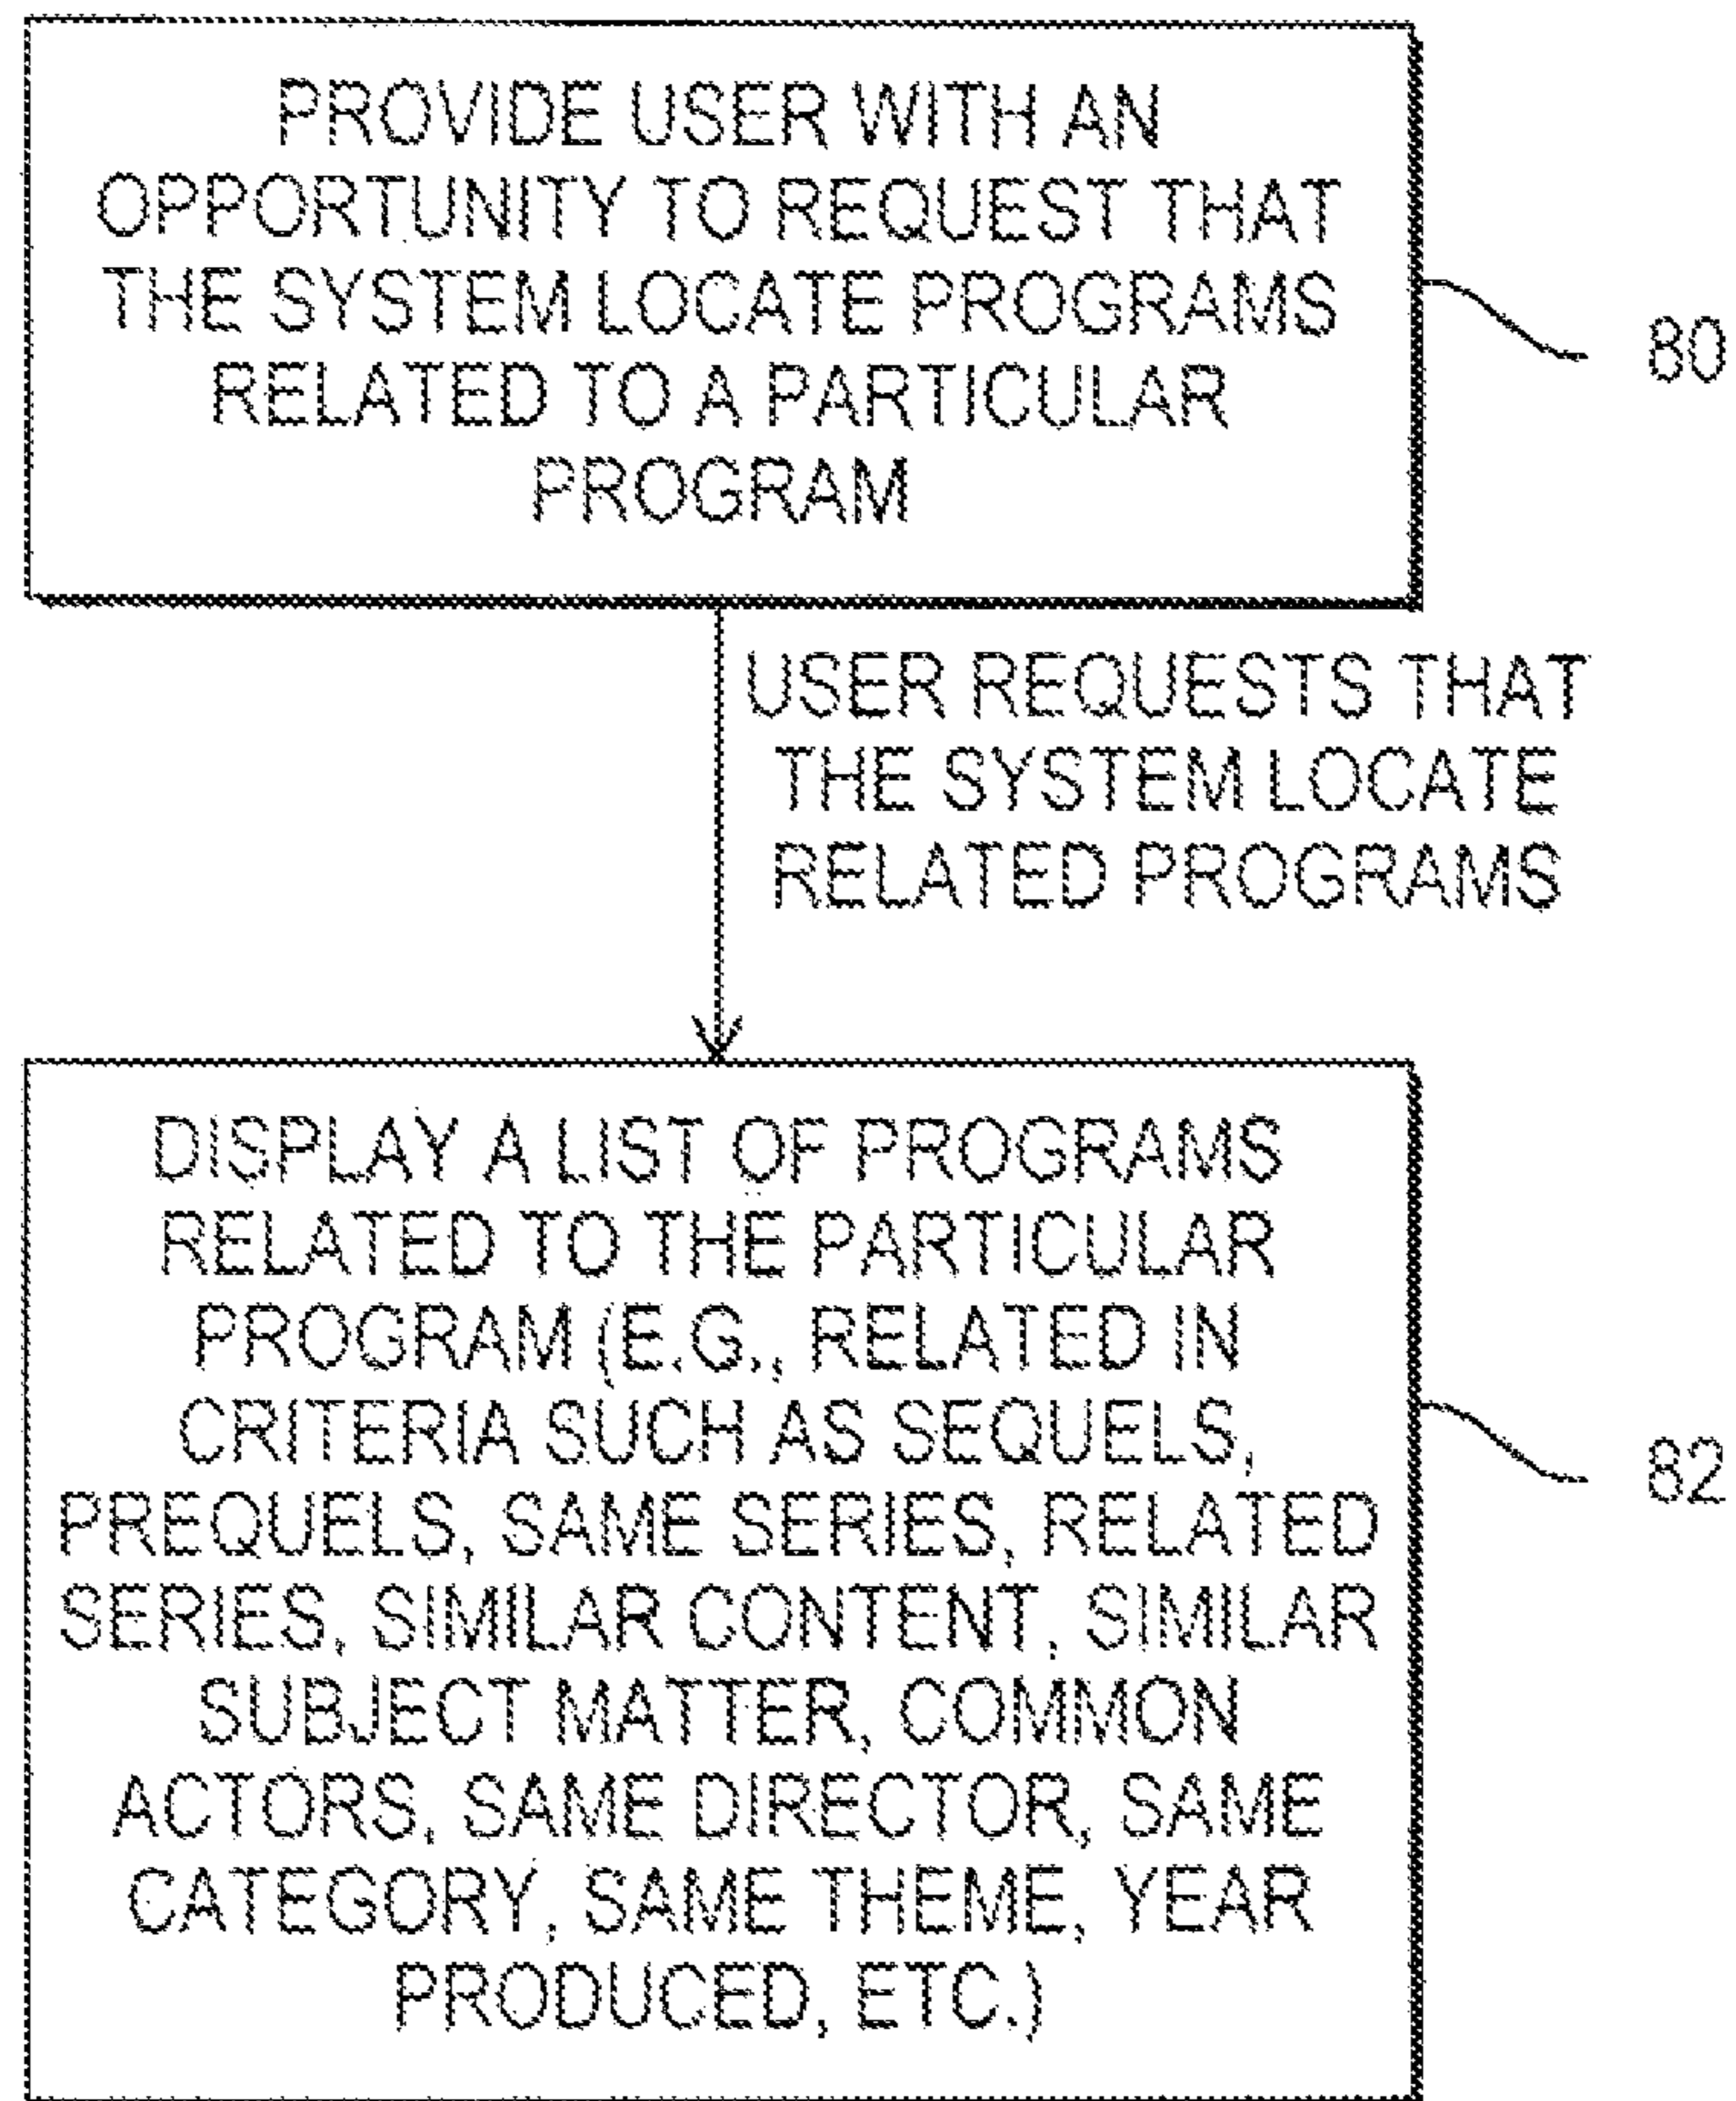 PROVIDE USER WITH AN
OPPORTUNITY TO REQUEST THAT
THE SYSTEM LOCATE PROGRAMS
RELATED TO A PARTICULAR
PROGRAM
80
USER REQUESTS THAT
THE SYSTEM LOCATE
RELATED PROGRAMS
DISPLAY A LIST OF PROGRAMS
RELATED TO THE PARTICULAR
PROGRAM (E.G., RELATED IN
CRITERIA SUCH AS SEQUELS,
PREQUELS, SAME SERIES, RELATED
SERIES, SIMILAR CONTENT, SIMILAR
SUBJECT MATTER, COMMON
ACTORS, SAME DIRECTOR, SAME
CATEGORY, SAME THEME, YEAR
PRODUCED, ETC.)
82